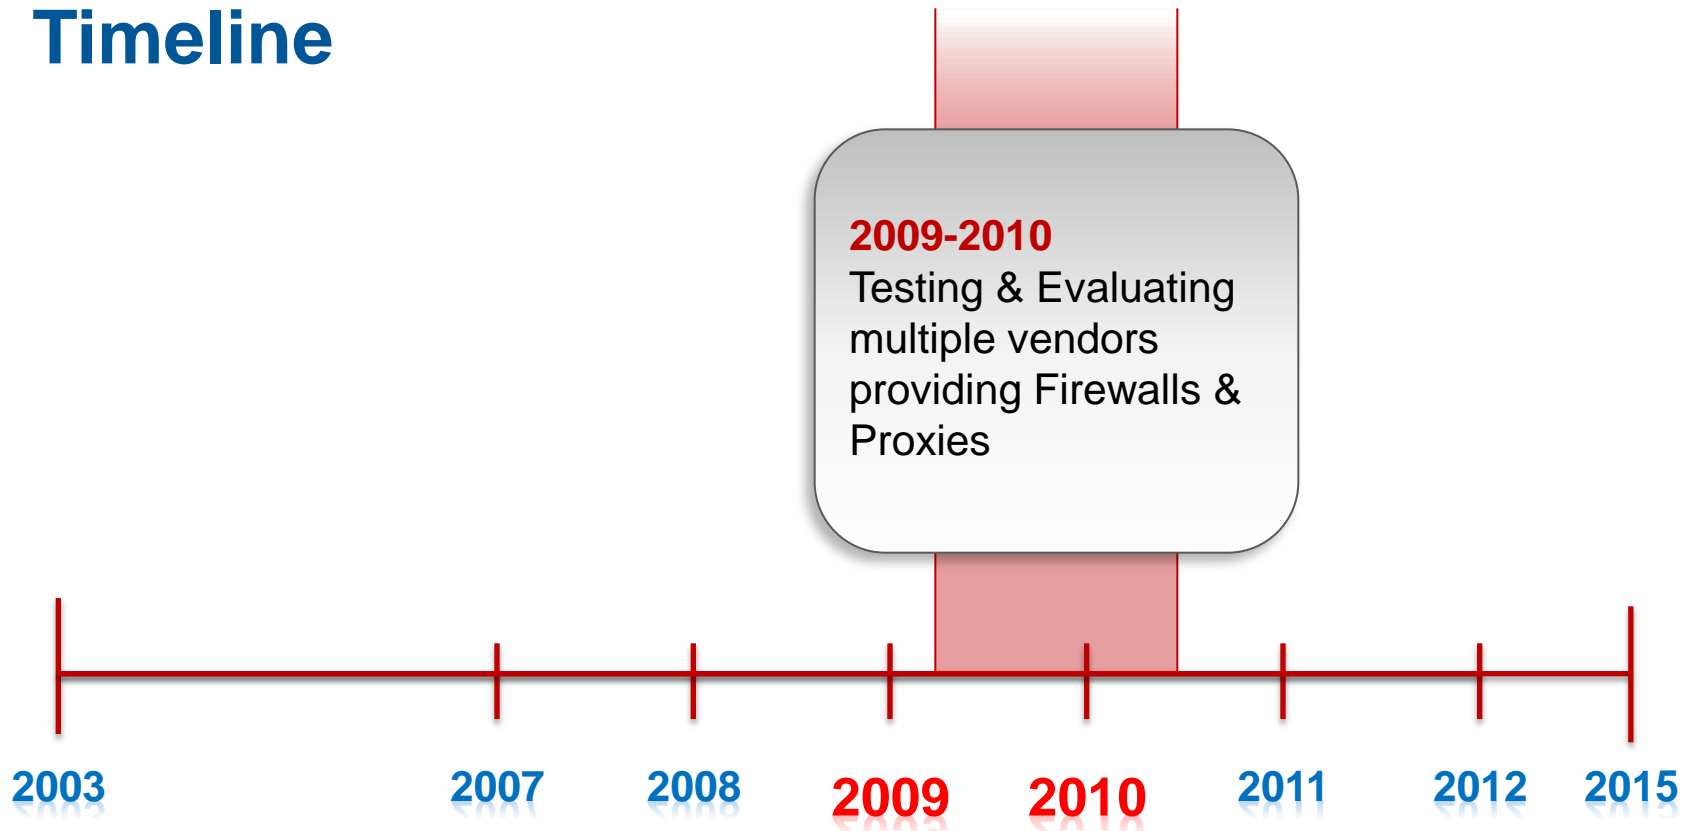 Timeline
2009-2010
Testing & Evaluating
multiple vendors
providing Firewalls &
Proxies
2003 2007 2008 2009 2010 2011 2012 2015